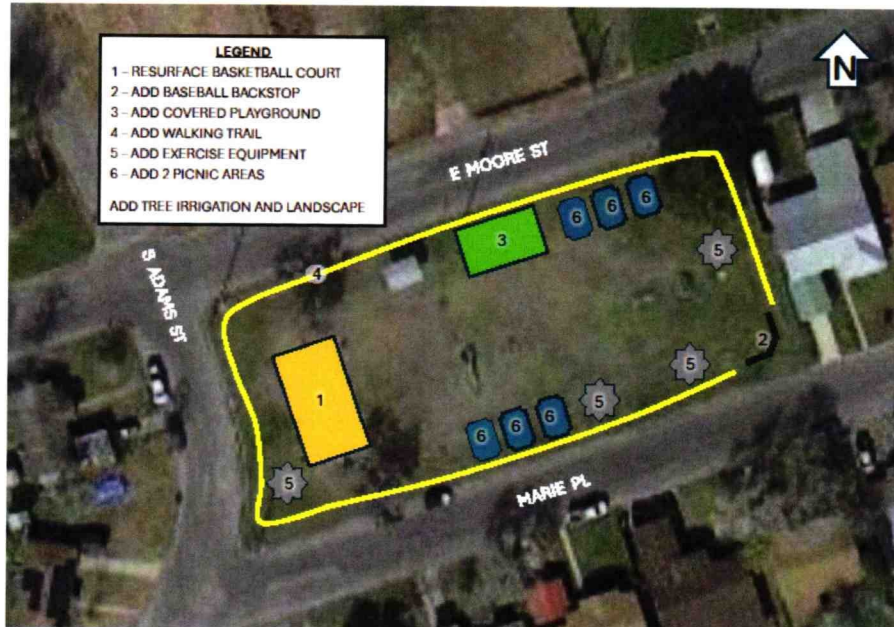 LEGEND
1 - RESURFACE BASKETBALL COURT
2 - ADD BASEBALL BACKSTOP
3 - ADD COVERED PLAYGROUND
4 - ADD WALKING TRAIL
5 - ADD EXERCISE EQUIPMENT
6 - ADD 2 PICNIC AREAS
ADD TREE IRRIGATION AND LANDSCAPE
N
E MOORE ST
S ADAMS ST
MARIE PL
3
6
6
6
5
4
2
5
1
5
6
6
6
5